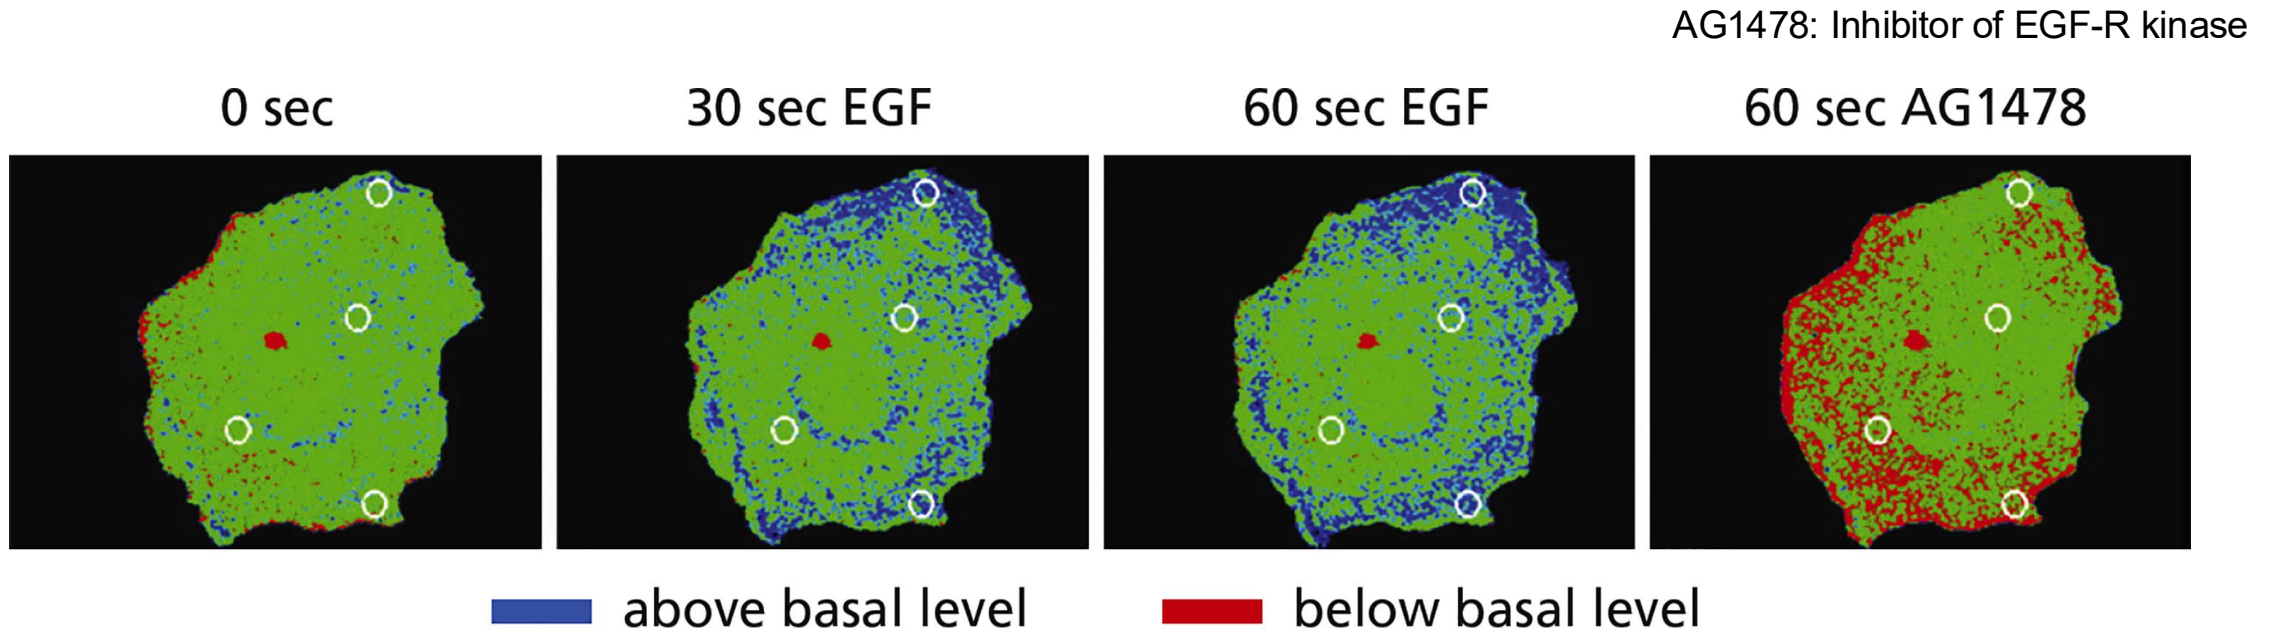 AG1478: Inhibitor of EGF-R kinase
0 sec
30 sec EGF
60 sec EGF
60 sec AG1478
above basal level
below basal level